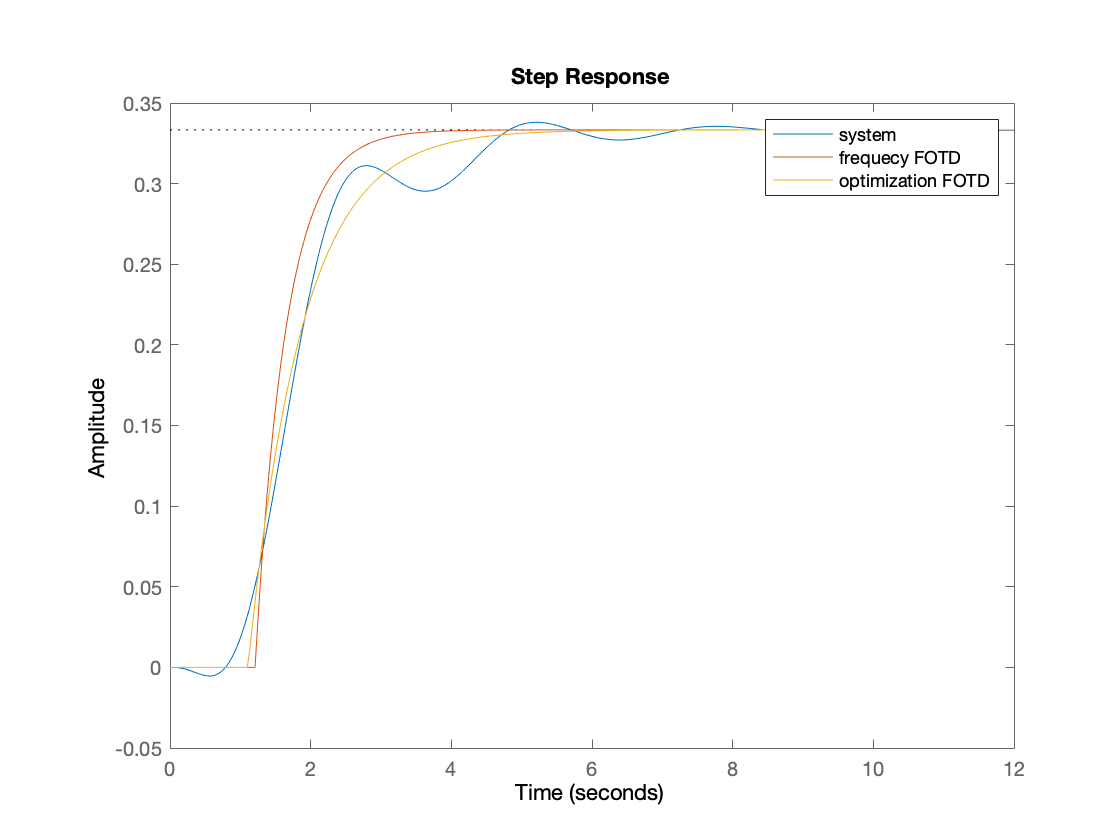 Step Response
0.35
0.3
0.25
0.2
0.15
0.1
0.05
0
-0.05
Amplitude
system
frequecy FOTD
optimization FOTD
0 2 4 6 8 10 12
Time (seconds)